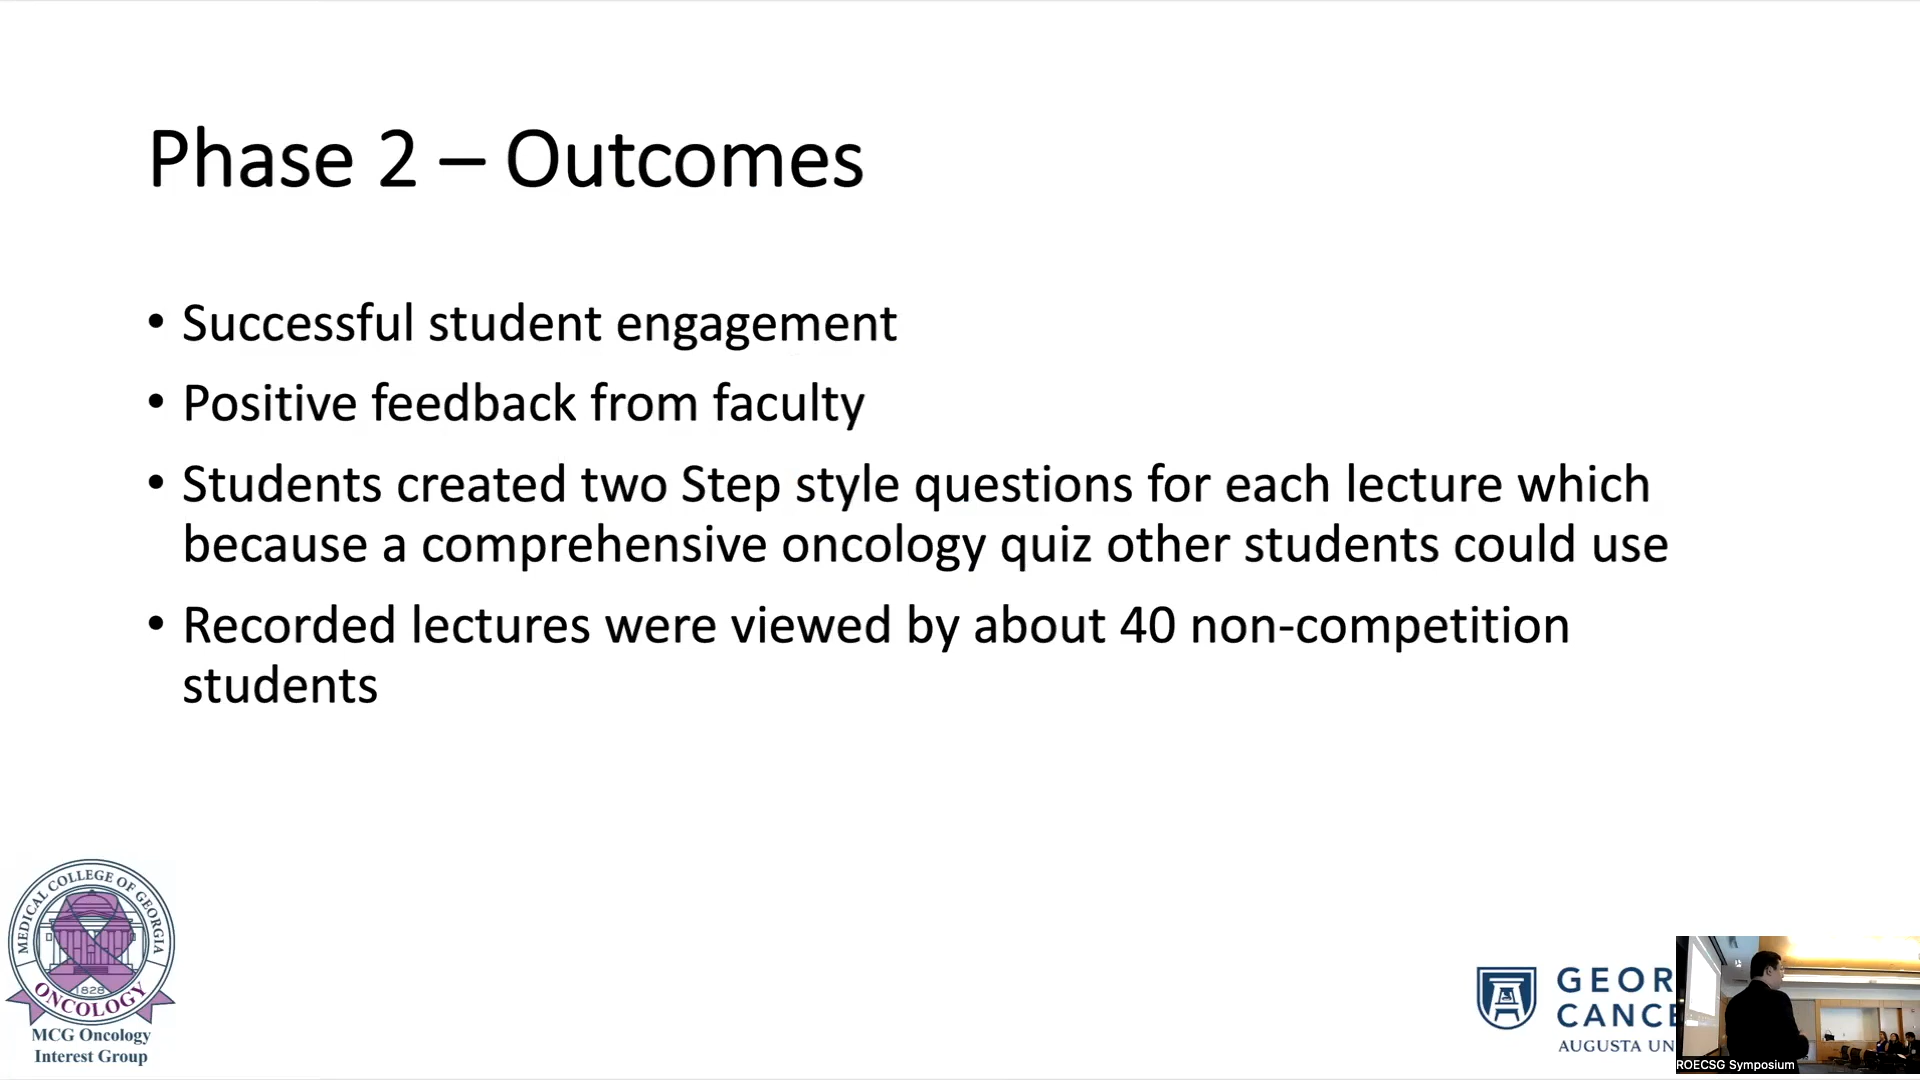 Phase 2 – Outcomes
• Successful student engagement
• Positive feedback from faculty
• Students created two Step style questions for each lecture which
because a comprehensive oncology quiz other students could use
• Recorded lectures were viewed by about 40 non-competition
students
MEDICAL COLLEGE OF GEORGIA
1828
ONCOLOGY
MCG Oncology
Interest Group
GEOR
CANCE
AUGUSTA UN
ROECSG Symposium